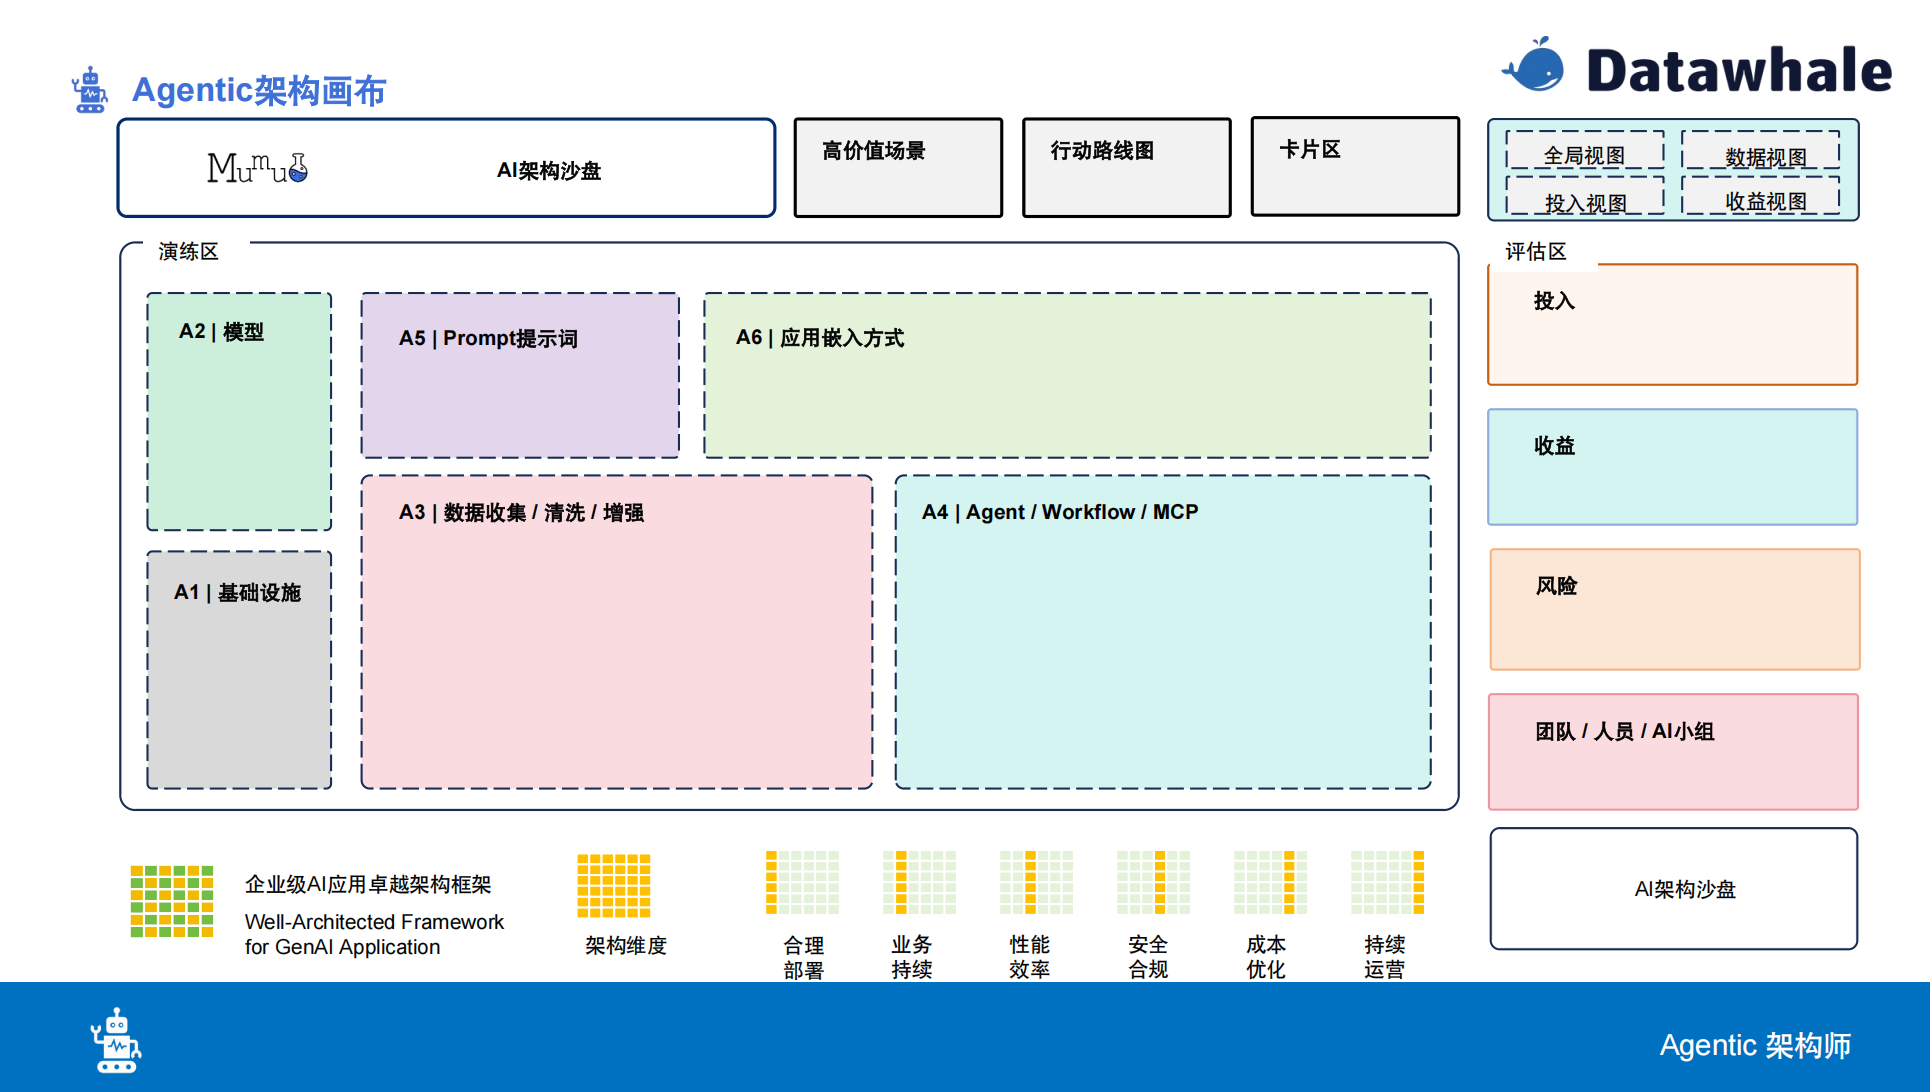 Agentic架构画布
Datawhale
Mumu
AI架构沙盘
高价值场景
行动路线图
卡片区
全局视图
数据视图
投入视图
收益视图
演练区
评估区
A2 | 模型
A5 | Prompt提示词
A6 | 应用嵌入方式
投入
收益
A3 | 数据收集 / 清洗 / 增强
A4 | Agent / Workflow / MCP
A1 | 基础设施
风险
团队 / 人员 / AI小组
企业级AI应用卓越架构框架
Well-Architected Framework
for GenAI Application
架构维度
合理
部署
业务
持续
性能
效率
安全
合规
成本
优化
持续
运营
AI架构沙盘
Agentic 架构师